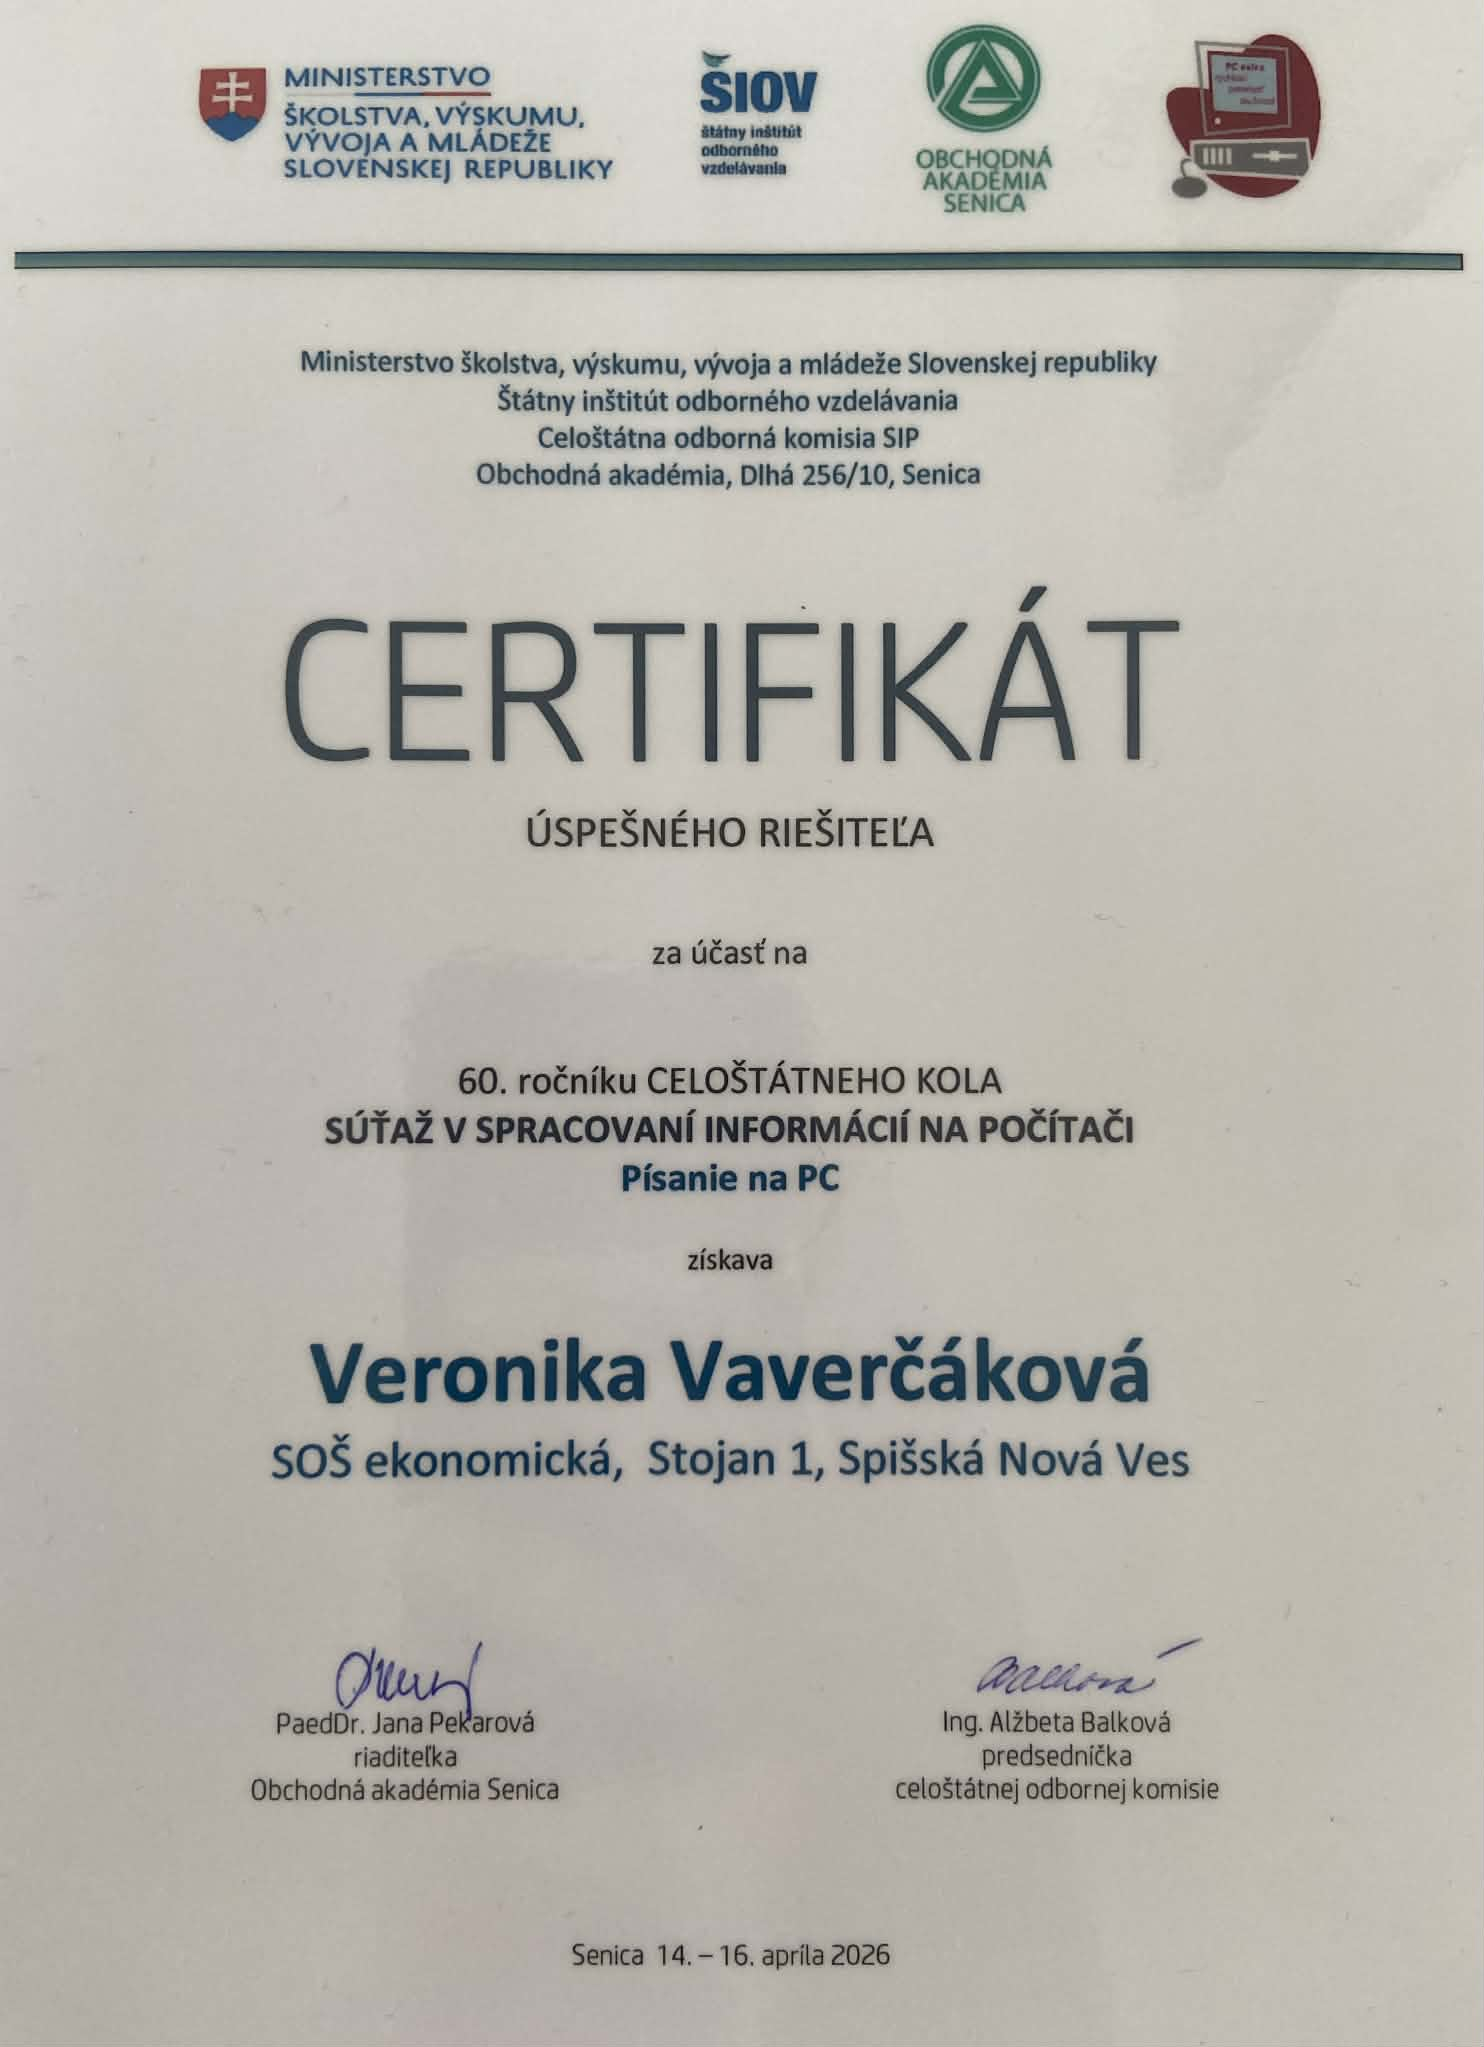 MINISTERSTVO
ŠKOLSTVA, VÝSKUMU,
VÝVOJA A MLÁDEŽE
SLOVENSKEJ REPUBLIKY
ŠIOV
štátny inštitút
odborného
vzdelávania
OBCHODNÁ
AKADÉMIA
SENICA
Ministerstvo školstva, výskumu, vývoja a mládeže Slovenskej republiky
Štátny inštitút odborného vzdelávania
Celoštátna odborná komisia SIP
Obchodná akadémia, Dlhá 256/10, Senica
CERTIFIKÁT
ÚSPEŠNÉHO RIEŠITEĽA
za účasť na
60. ročníku CELOŠTÁTNEHO KOLA
SÚŤAŽ V SPRACOVANÍ INFORMÁCIÍ NA POČÍTAČI
Písanie na PC
získava
Veronika Vaverčáková
SOŠ ekonomická, Stojan 1, Spišská Nová Ves
PaedDr. Jana Pekarová
riaditeľka
Obchodná akadémia Senica
Ing. Alžbeta Balková
predsedníčka
celoštátnej odbornej komisie
Senica 14. – 16. apríla 2026